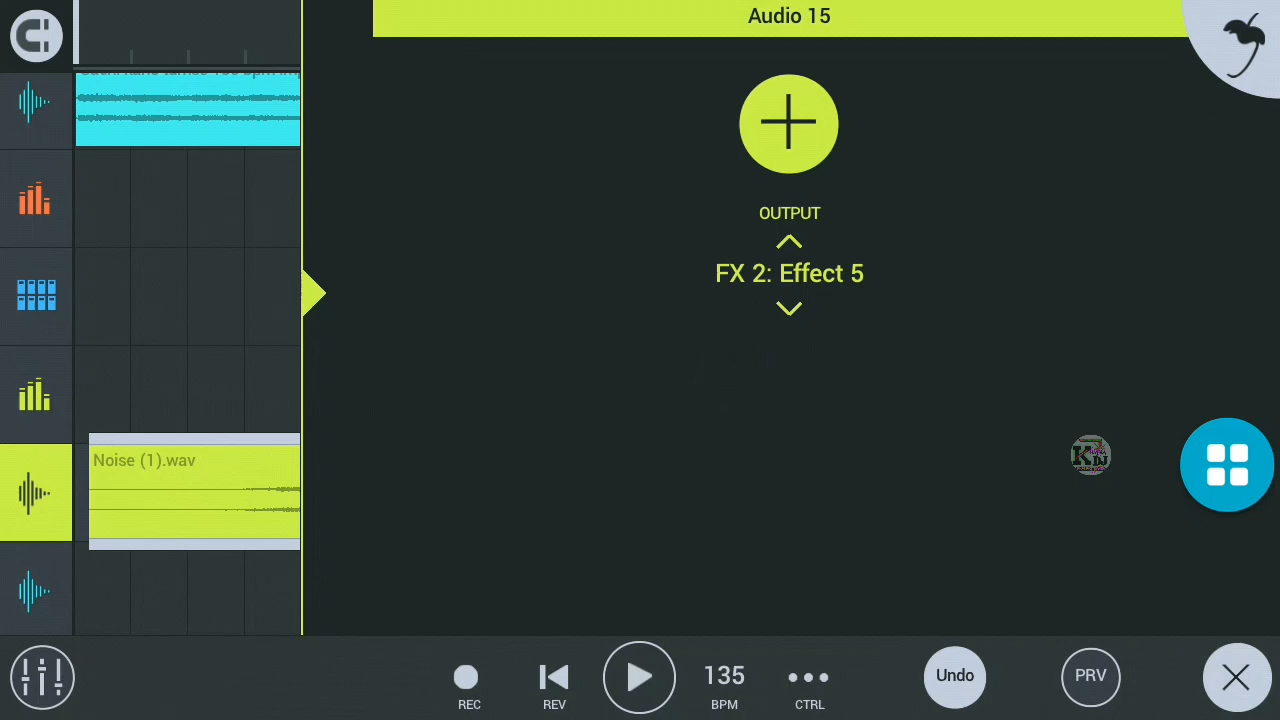 Audio 15
OUTPUT
FX 2: Effect 5
Noise (1).wav
REC
REV
135
BPM
CTRL
Undo
PRV